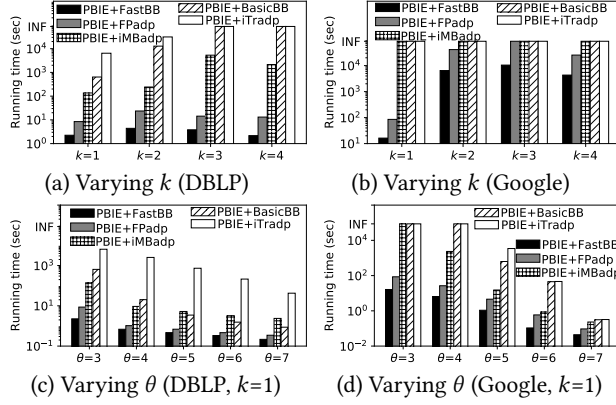 PBIE+FastBB
PBIE+FPadp
PBIE+iMBadp
PBIE+BasicBB
PBIE+iTradp
Running time (sec)
INF
10^4
10^3
10^2
10^1
10^0
k=1 k=2 k=3 k=4
(a) Varying k (DBLP)
PBIE+FastBB
PBIE+FPadp
PBIE+iMBadp
PBIE+BasicBB
PBIE+iTradp
Running time (sec)
INF
10^4
10^3
10^2
10^1
k=1 k=2 k=3 k=4
(b) Varying k (Google)
PBIE+FastBB
PBIE+FPadp
PBIE+iMBadp
PBIE+BasicBB
PBIE+iTradp
Running time (sec)
INF
10^3
10^1
10^-1
θ=3 θ=4 θ=5 θ=6 θ=7
(c) Varying θ (DBLP, k=1)
PBIE+BasicBB
PBIE+iTradp
PBIE+FastBB
PBIE+FPadp
PBIE+iMBadp
Running time (sec)
INF
10^4
10^2
10^0
10^-2
θ=3 θ=4 θ=5 θ=6 θ=7
(d) Varying θ (Google, k=1)